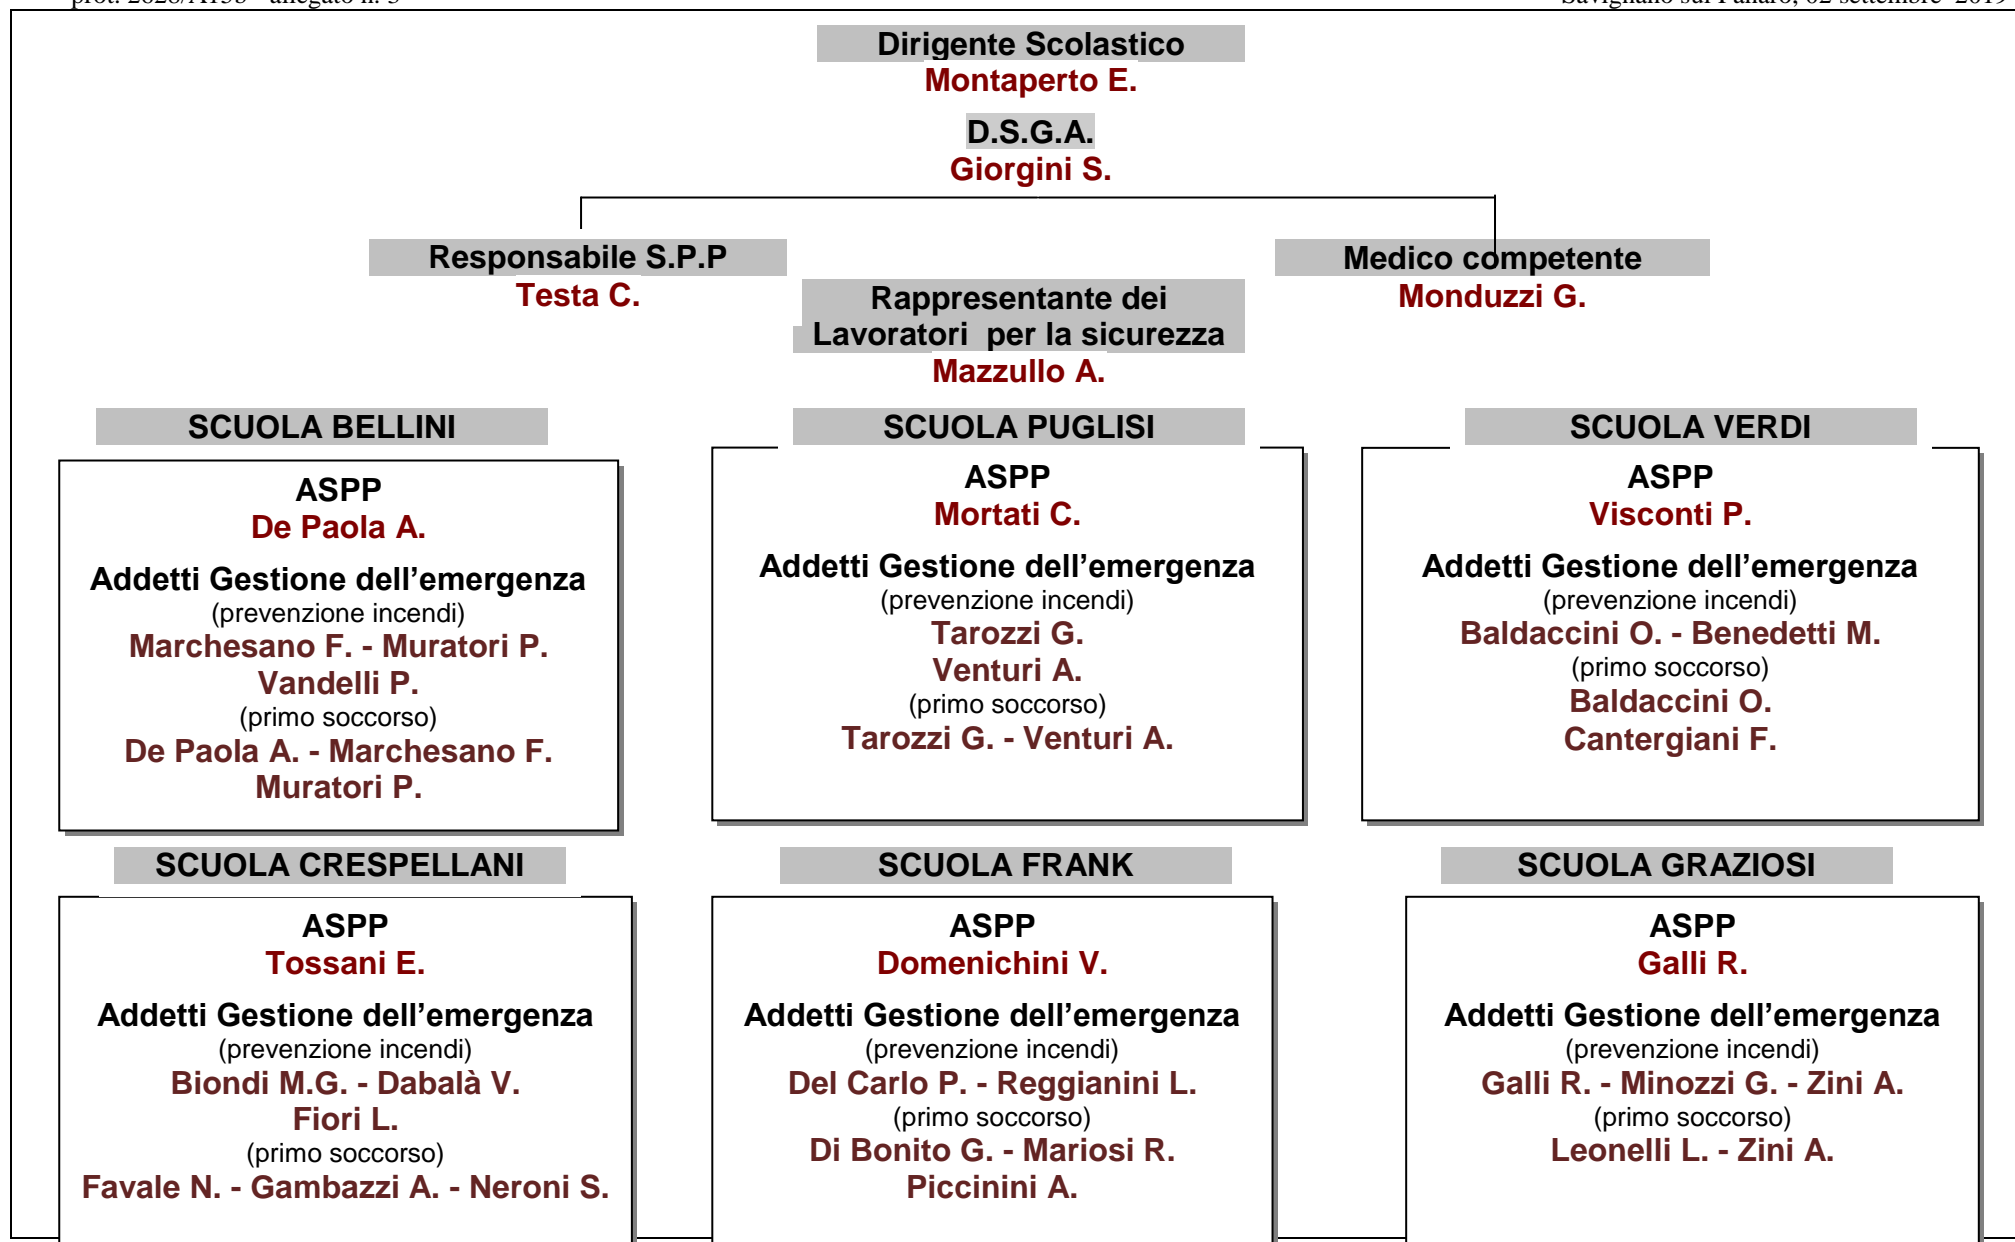 Dirigente Scolastico
Montaperto E.
D.S.G.A.
Giorgini S.
Responsabile S.P.P
Testa C.
Medico competente
Monduzzi G.
Rappresentante dei
Lavoratori per la sicurezza
Mazzullo A.
SCUOLA BELLINI
ASPP
De Paola A.
Addetti Gestione dell’emergenza
(prevenzione incendi)
Marchesano F. - Muratori P.
Vandelli P.
(primo soccorso)
De Paola A. - Marchesano F.
Muratori P.
SCUOLA PUGLISI
ASPP
Mortati C.
Addetti Gestione dell’emergenza
(prevenzione incendi)
Tarozzi G.
Venturi A.
(primo soccorso)
Tarozzi G. - Venturi A.
SCUOLA VERDI
ASPP
Visconti P.
Addetti Gestione dell’emergenza
(prevenzione incendi)
Baldaccini O. - Benedetti M.
(primo soccorso)
Baldaccini O.
Cantergiani F.
SCUOLA CRESPELLANI
ASPP
Tossani E.
Addetti Gestione dell’emergenza
(prevenzione incendi)
Biondi M.G. - Dabalà V.
Fiori L.
(primo soccorso)
Favale N. - Gambazzi A. - Neroni S.
SCUOLA FRANK
ASPP
Domenichini V.
Addetti Gestione dell’emergenza
(prevenzione incendi)
Del Carlo P. - Reggianini L.
(primo soccorso)
Di Bonito G. - Mariosi R.
Piccinini A.
SCUOLA GRAZIOSI
ASPP
Galli R.
Addetti Gestione dell’emergenza
(prevenzione incendi)
Galli R. - Minozzi G. - Zini A.
(primo soccorso)
Leonelli L. - Zini A.